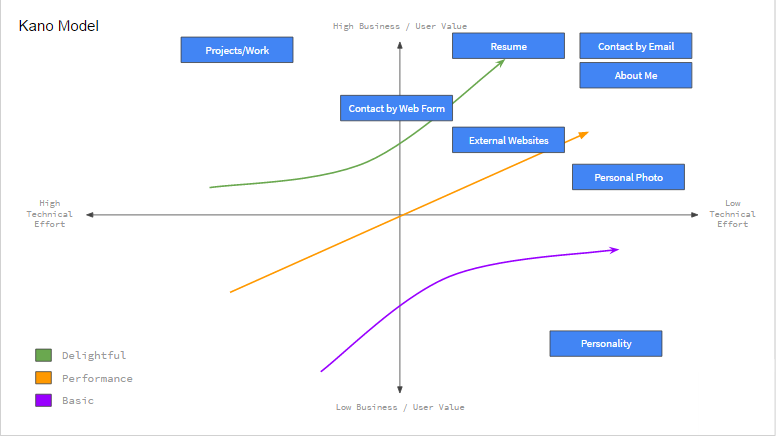 Kano Model
High Business / User Value
Projects/Work
Resume
Contact by Email
About Me
Contact by Web Form
External Websites
Personal Photo
High
Technical
Effort
Low
Technical
Effort
Personality
Delightful
Performance
Basic
Low Business / User Value